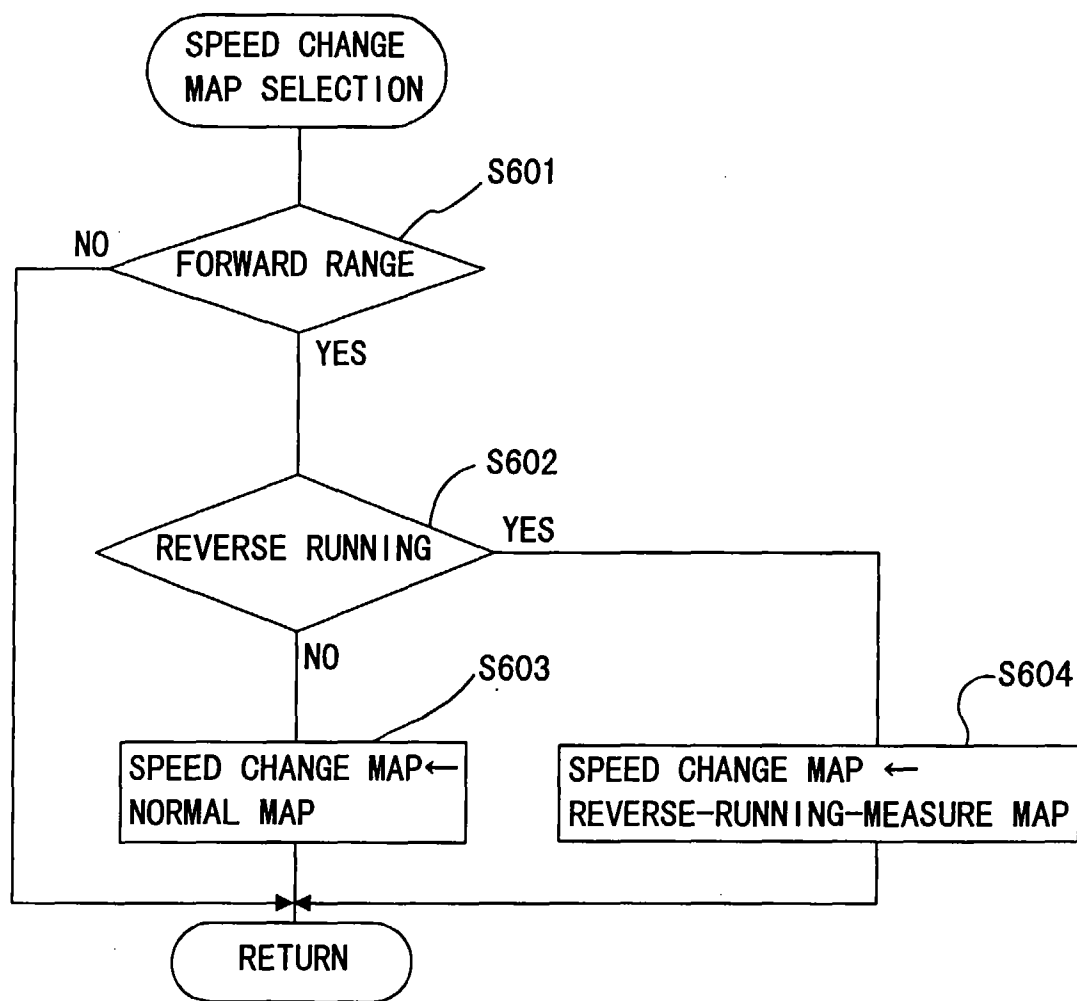 SPEED CHANGE
MAP SELECTION
S601
NO
FORWARD RANGE
YES
S602
REVERSE RUNNING
YES
NO
S603
S604
SPEED CHANGE MAP←
NORMAL MAP
SPEED CHANGE MAP ←
REVERSE-RUNNING-MEASURE MAP
RETURN